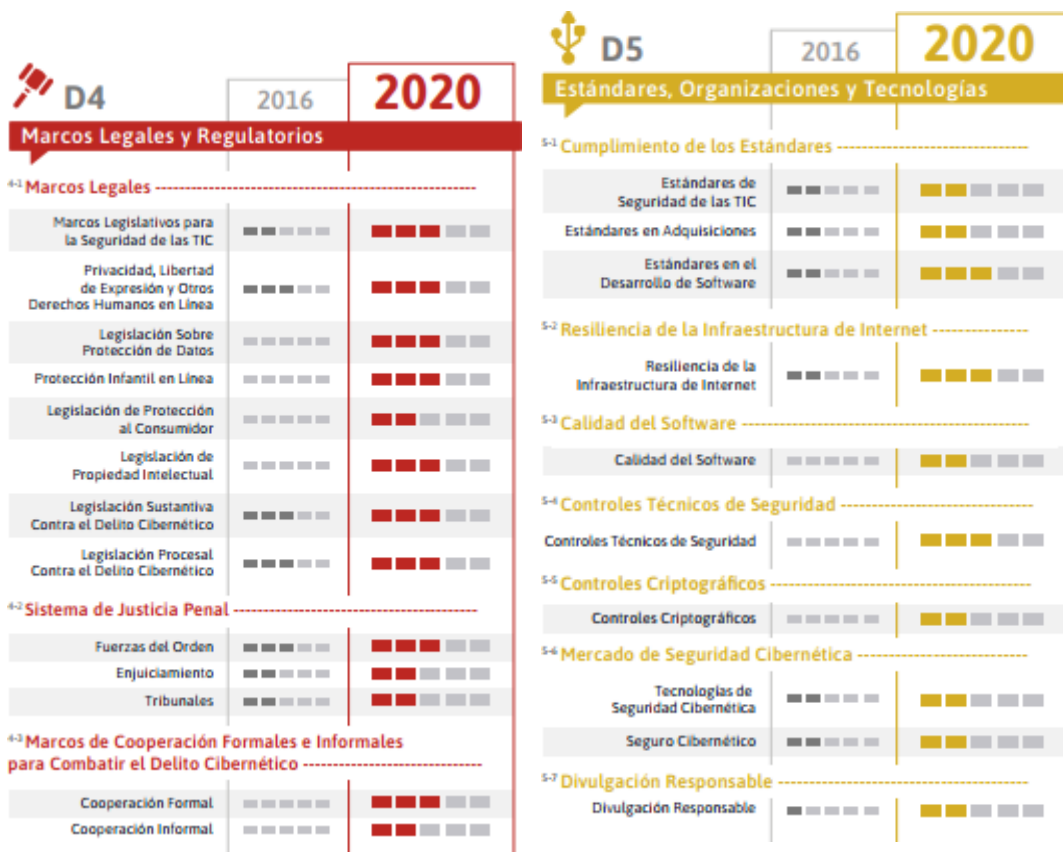 D4
2016
2020
Marcos Legales y Regulatorios
4-1 Marcos Legales
Marcos Legislativos para
la Seguridad de las TIC
Privacidad, Libertad
de Expresión y Otros
Derechos Humanos en Línea
Legislación Sobre
Protección de Datos
Protección Infantil en Línea
Legislación de Protección
al Consumidor
Legislación de
Propiedad Intelectual
Legislación Sustantiva
Contra el Delito Cibernético
Legislación Procesal
Contra el Delito Cibernético
4-2 Sistema de Justicia Penal
Fuerzas del Orden
Enjuiciamiento
Tribunales
4-3 Marcos de Cooperación Formales e Informales
para Combatir el Delito Cibernético
Cooperación Formal
Cooperación Informal
D5
2016
2020
Estándares, Organizaciones y Tecnologías
5-1 Cumplimiento de los Estándares
Estándares de
Seguridad de las TIC
Estándares en Adquisiciones
Estándares en el
Desarrollo de Software
5-2 Resiliencia de la Infraestructura de Internet
Resiliencia de la
Infraestructura de Internet
5-3 Calidad del Software
Calidad del Software
5-4 Controles Técnicos de Seguridad
Controles Técnicos de Seguridad
5-5 Controles Criptográficos
Controles Criptográficos
5-6 Mercado de Seguridad Cibernética
Tecnologías de
Seguridad Cibernética
Seguro Cibernético
5-7 Divulgación Responsable
Divulgación Responsable